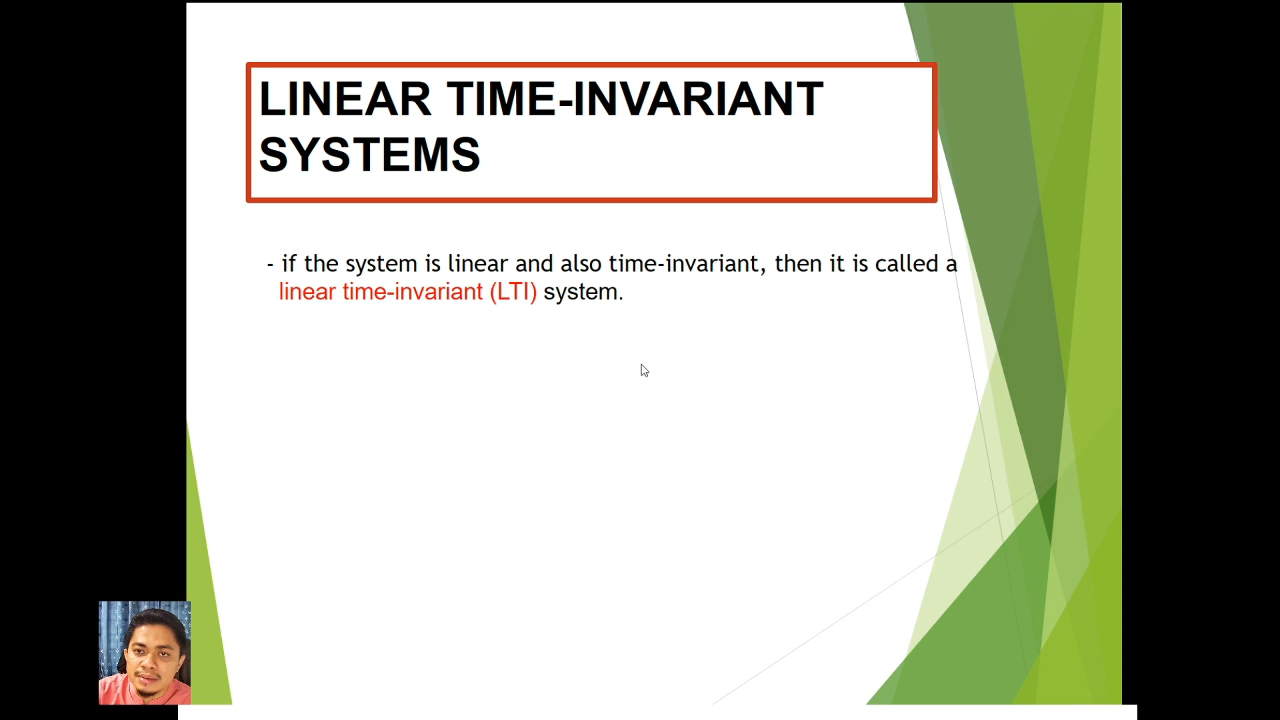 LINEAR TIME-INVARIANT
SYSTEMS
- if the system is linear and also time-invariant, then it is called a
linear time-invariant (LTI) system.